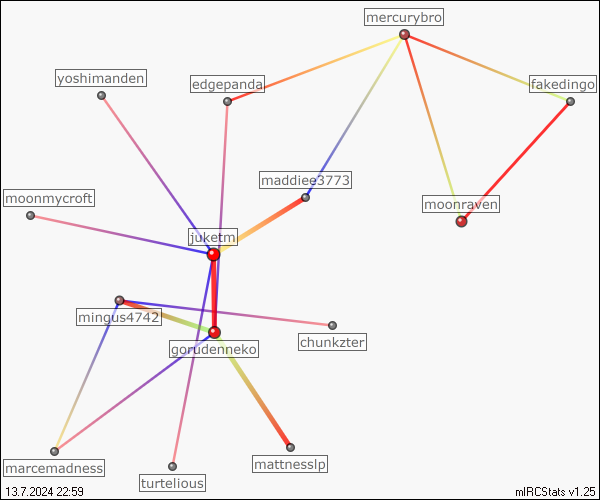 mercurybro
yoshimanden
edgepanda
fakedingo
maddiee3773
moonmycroft
moonraven
juketm
mingus4742
chunkzter
gorudenneko
marcemadness
mattnesslp
turtelious
13.7.2024 22:59
mIRCStats v1.25